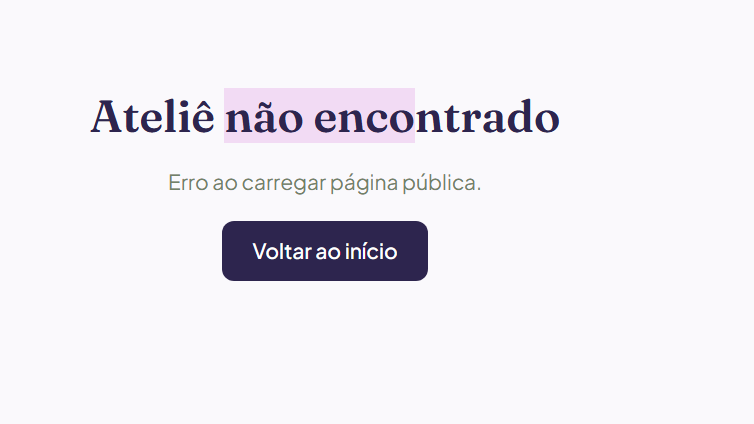 Ateliê não encontrado
Erro ao carregar página pública.
Voltar ao início